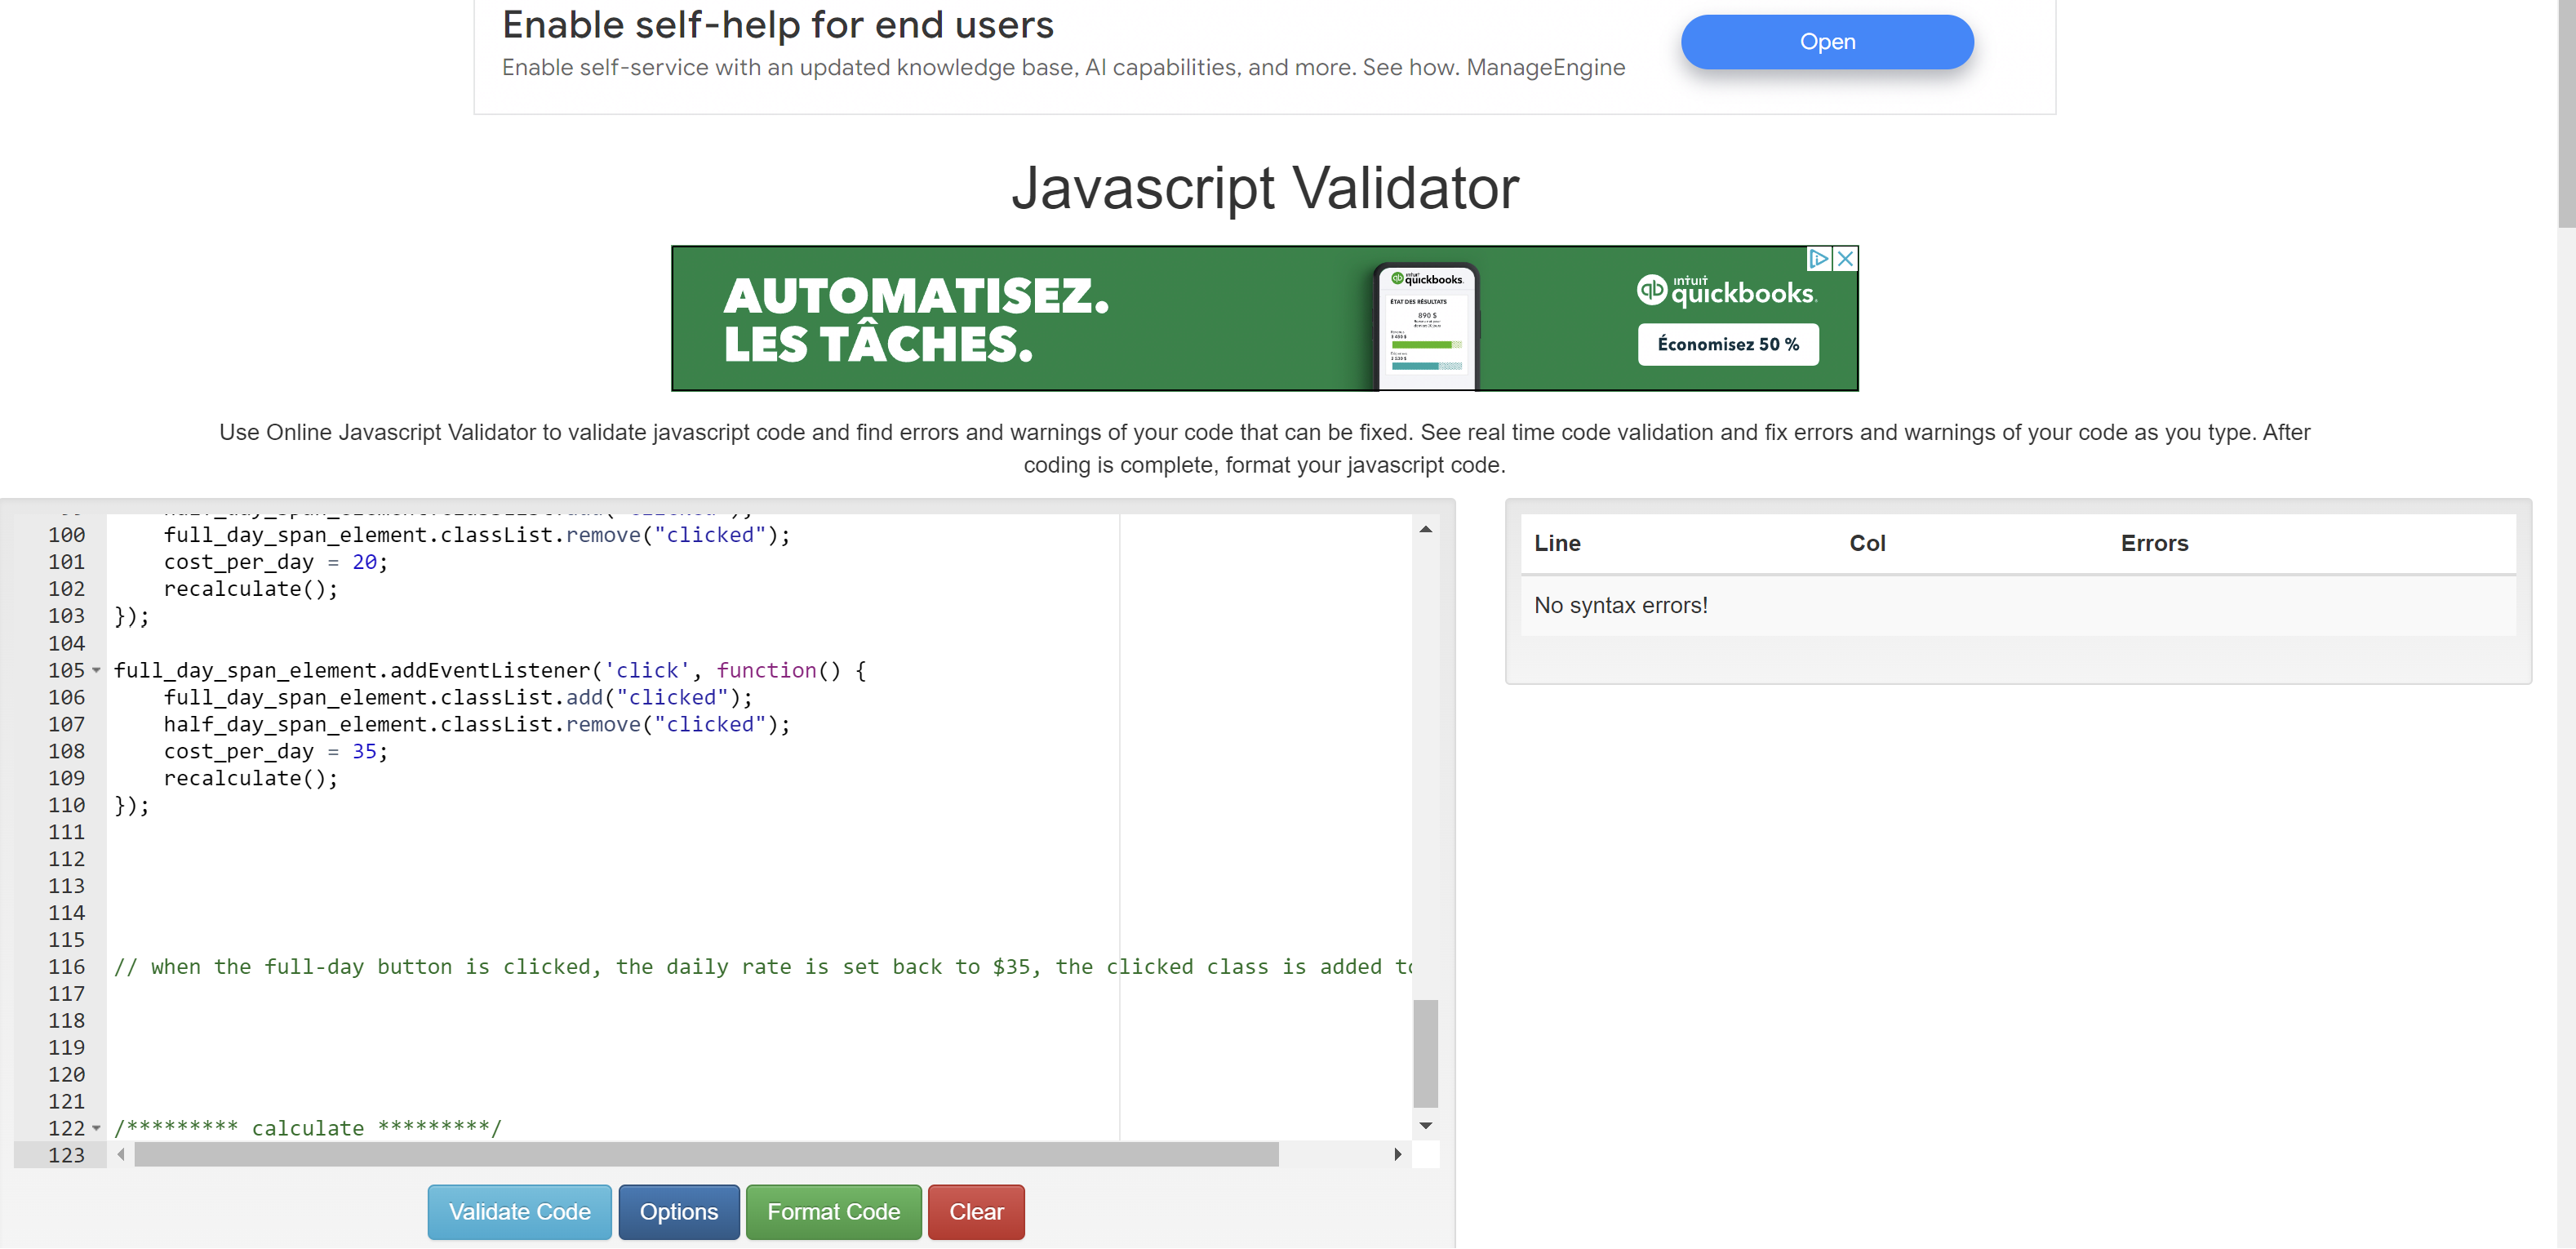 Enable self-help for end users
Enable self-service with an updated knowledge base, AI capabilities, and more. See how. ManageEngine
Open
Javascript Validator
AUTOMATISEZ.
LES TÂCHES.
intuit
quickbooks.
ÉTAT DES RÉSULTATS
890 $
intuit
quickbooks.
Économisez 50 %
Use Online Javascript Validator to validate javascript code and find errors and warnings of your code that can be fixed. See real time code validation and fix errors and warnings of your code as you type. After
coding is complete, format your javascript code.
100 full_day_span_element.classList.remove("clicked");
101 cost_per_day = 20;
102 recalculate();
103 });
104
105 full_day_span_element.addEventListener('click', function() {
106 full_day_span_element.classList.add("clicked");
107 half_day_span_element.classList.remove("clicked");
108 cost_per_day = 35;
109 recalculate();
110 });
111
112
113
114
115
116 // when the full-day button is clicked, the daily rate is set back to $35, the clicked class is added to
117
118
119
120
121
122 /********* calculate *********/
123
Line Col Errors
No syntax errors!
Validate Code
Options
Format Code
Clear